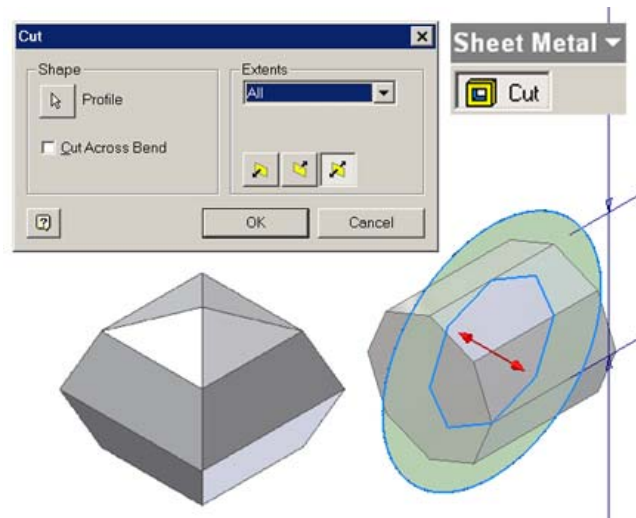 Cut
Shape
Profile
Cut Across Bend
Extents
All
OK
Cancel
Sheet Metal
Cut